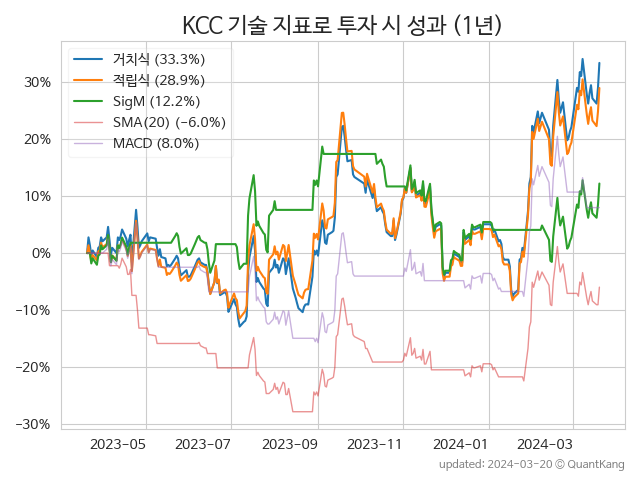 KCC 기술 지표로 투자 시 성과 (1년)
거치식 (33.3%)
적립식 (28.9%)
SigM (12.2%)
SMA(20) (−6.0%)
MACD (8.0%)
30%
20%
10%
0%
−10%
−20%
−30%
2023-05 2023-07 2023-09 2023-11 2024-01 2024-03
updated: 2024-03-20 © QuantKang